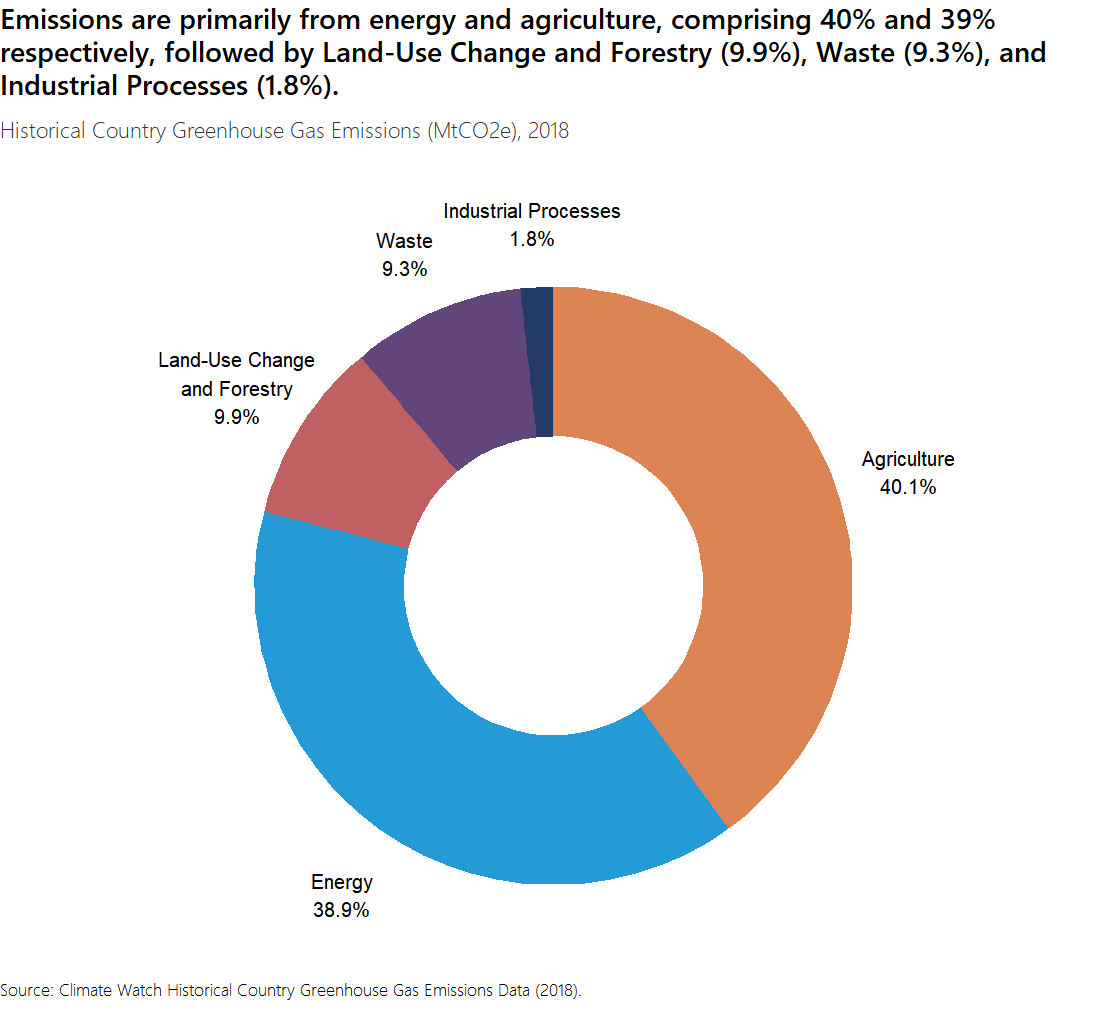 Emissions are primarily from energy and agriculture, comprising 40% and 39%
respectively, followed by Land-Use Change and Forestry (9.9%), Waste (9.3%), and
Industrial Processes (1.8%).
Historical Country Greenhouse Gas Emissions (MtCO2e), 2018
Industrial Processes
1.8%
Waste
9.3%
Land-Use Change
and Forestry
9.9%
Agriculture
40.1%
Energy
38.9%
Source: Climate Watch Historical Country Greenhouse Gas Emissions Data (2018).